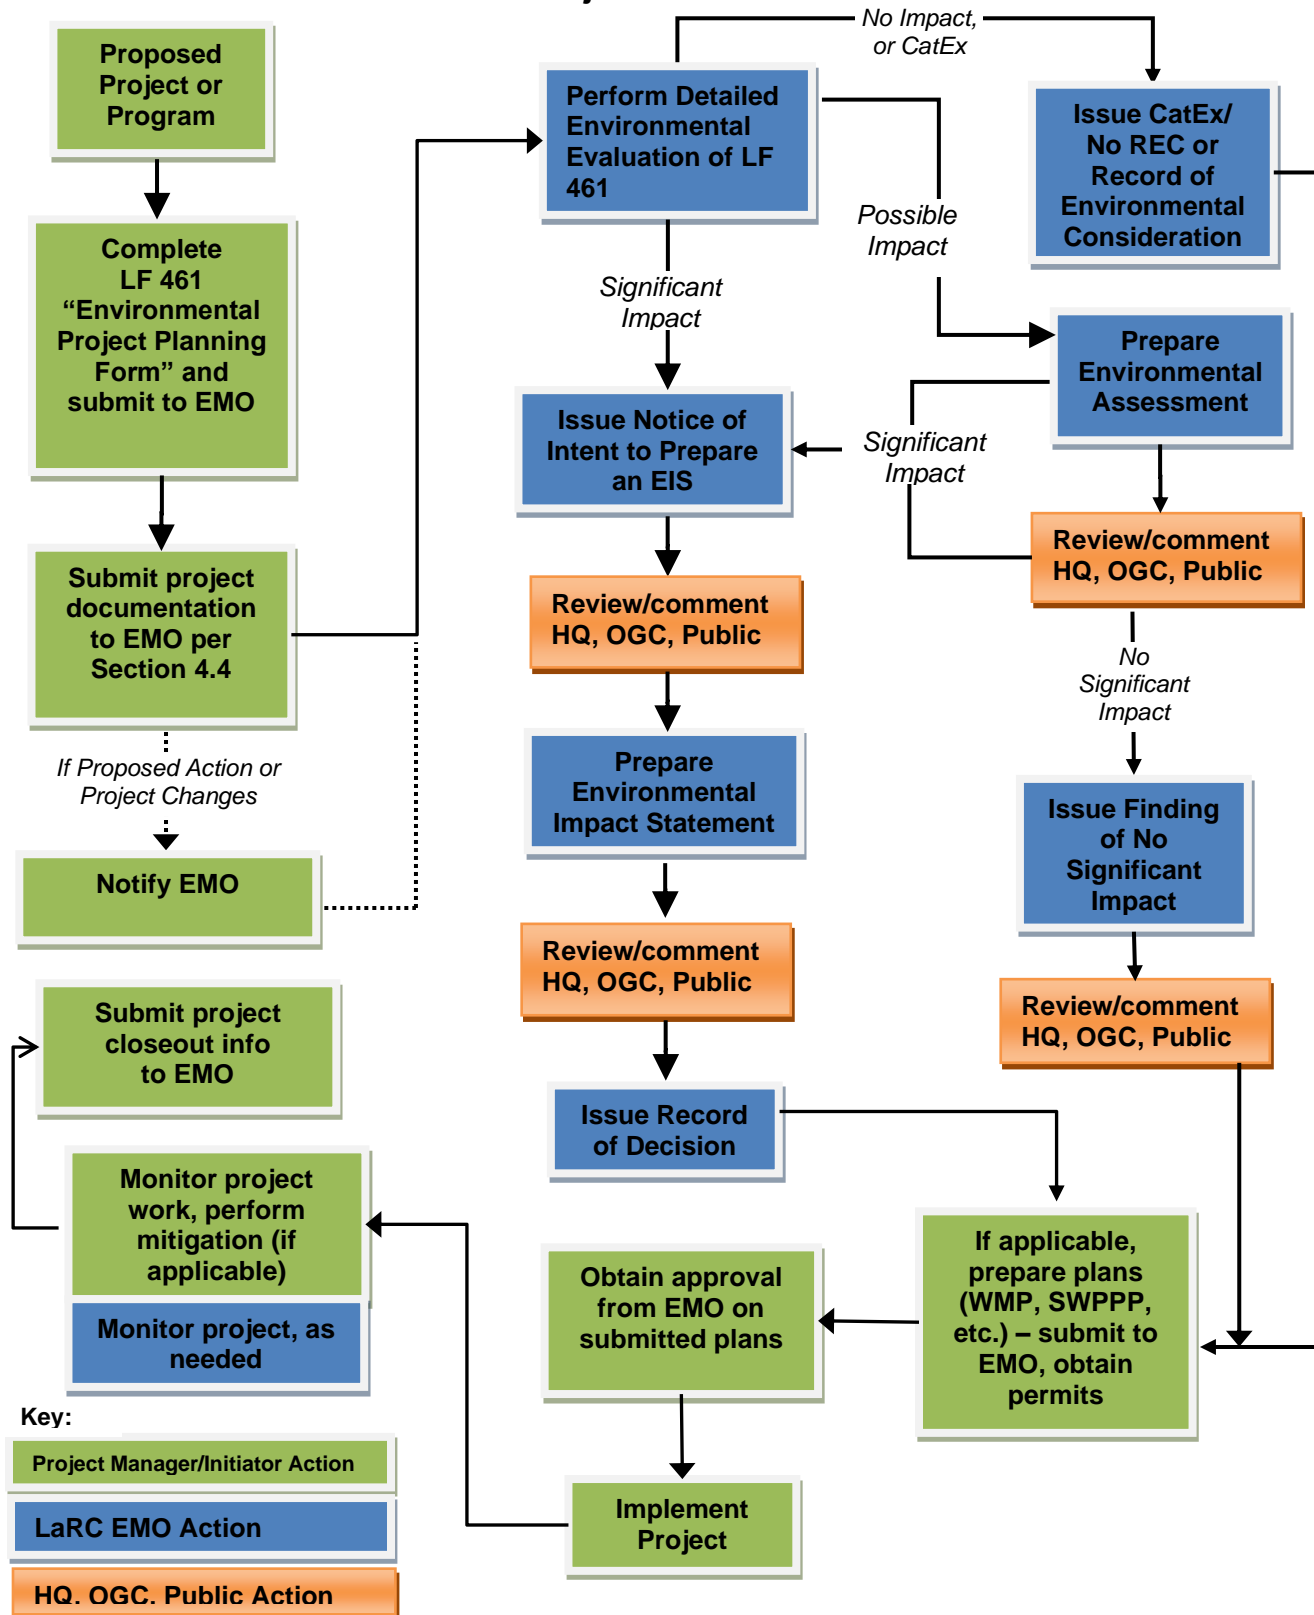 Proposed
Project or
Program
Complete
LF 461
“Environmental
Project Planning
Form” and
submit to EMO
Submit project
documentation
to EMO per
Section 4.4
If Proposed Action or
Project Changes
Notify EMO
Perform Detailed
Environmental
Evaluation of LF
461
No Impact,
or CatEx
Issue CatEx/
No REC or
Record of
Environmental
Consideration
Possible
Impact
Significant
Impact
Prepare
Environmental
Assessment
Significant
Impact
Issue Notice of
Intent to Prepare
an EIS
Review/comment
HQ, OGC, Public
Review/comment
HQ, OGC, Public
No
Significant
Impact
Prepare
Environmental
Impact Statement
Issue Finding
of No
Significant
Impact
Review/comment
HQ, OGC, Public
Review/comment
HQ, OGC, Public
Issue Record
of Decision
If applicable,
prepare plans
(WMP, SWPPP,
etc.) – submit to
EMO, obtain
permits
Obtain approval
from EMO on
submitted plans
Implement
Project
Submit project
closeout info
to EMO
Monitor project
work, perform
mitigation (if
applicable)
Monitor project, as
needed
Key:
Project Manager/Initiator Action
LaRC EMO Action
HQ, OGC, Public Action